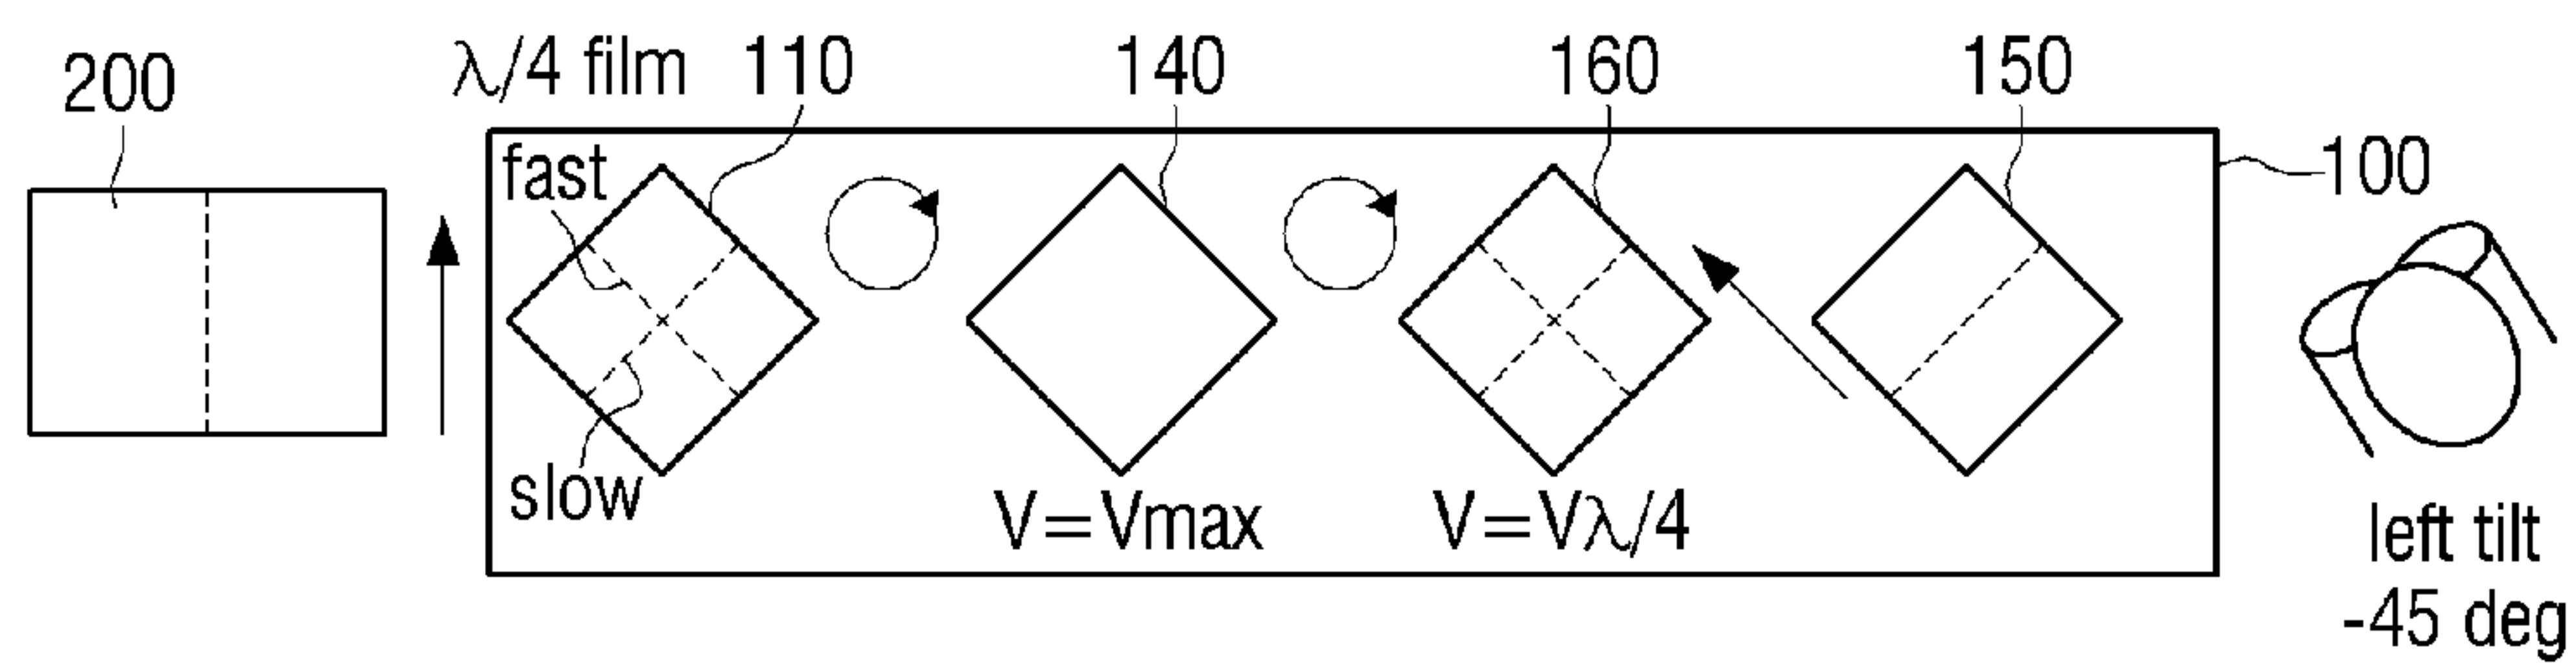 200
λ/4 film 110
140
160
150
100
fast
slow
V=Vmax
V=Vλ/4
left tilt
-45 deg